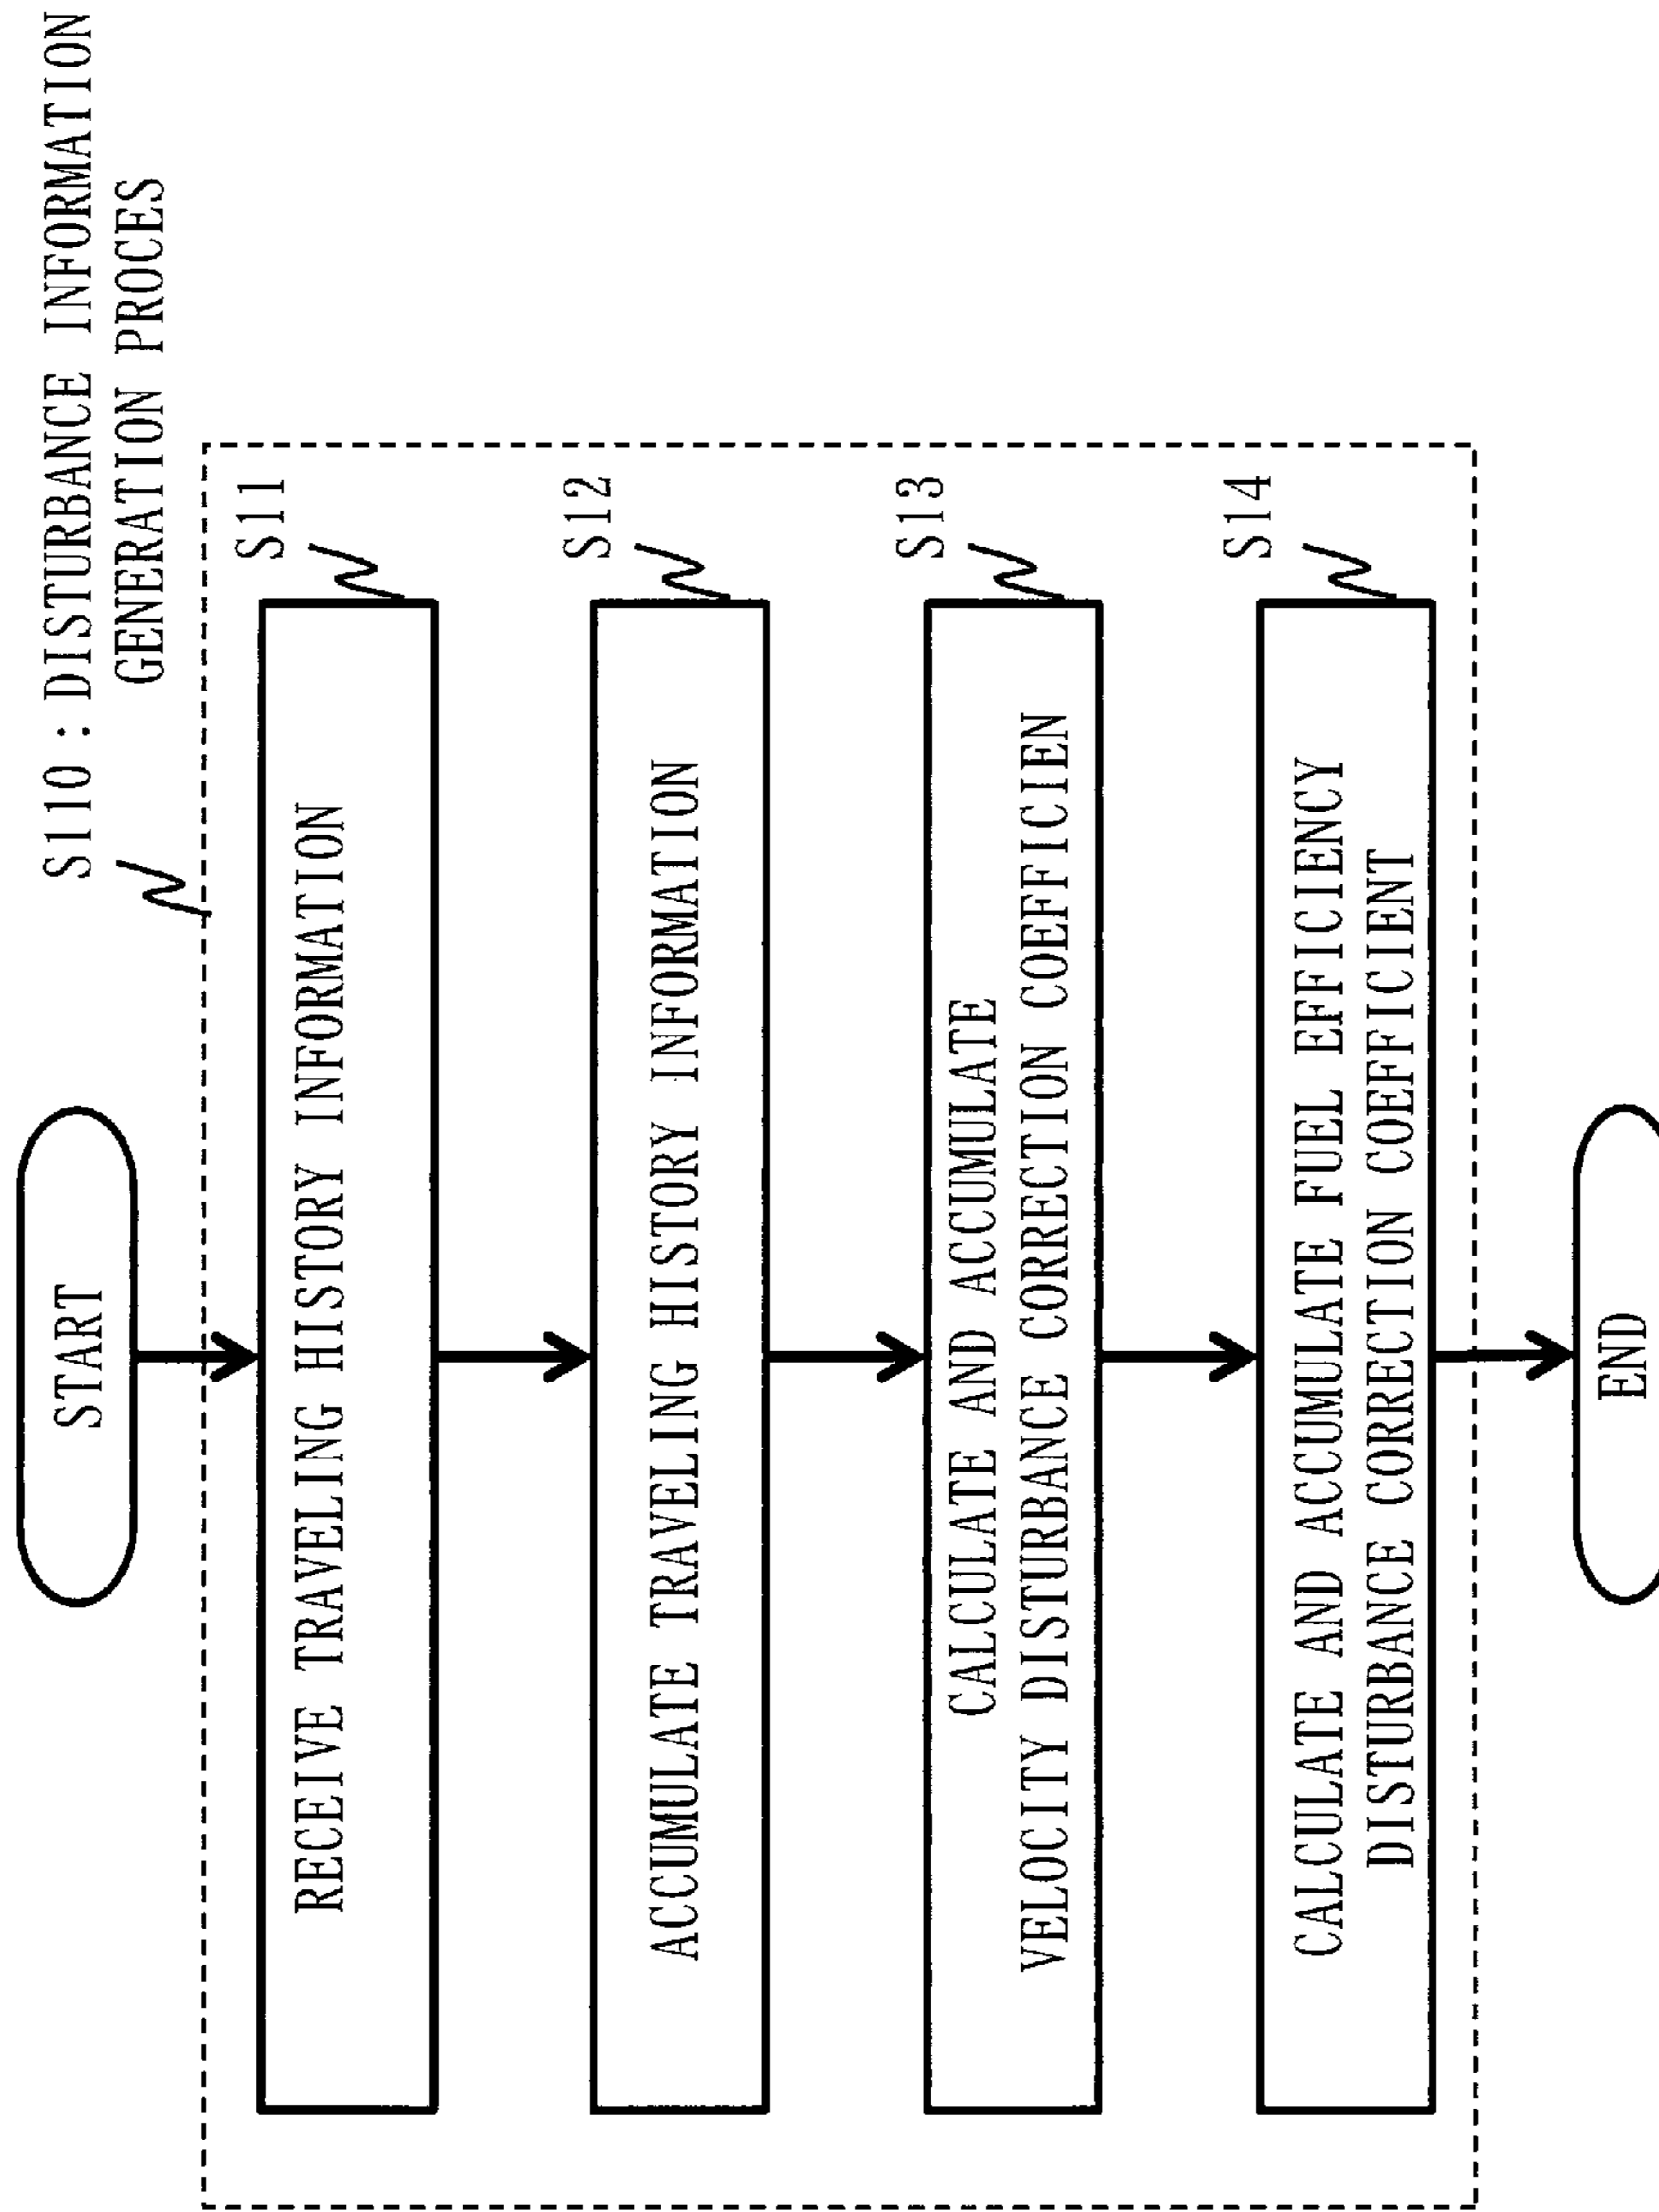 S110 : DISTURBANCE INFORMATION
GENERATION PROCES
START
S11
RECEIVE TRAVELING HISTORY INFORMATION
S12
ACCUMULATE TRAVELING HISTORY INFORMATION
S13
CALCULATE AND ACCUMULATE
VELOCITY DISTURBANCE CORRECTION COEFFICIEN
S14
CALCULATE AND ACCUMULATE FUEL EFFICIENCY
DISTURBANCE CORRECTION COEFFICIENT
END